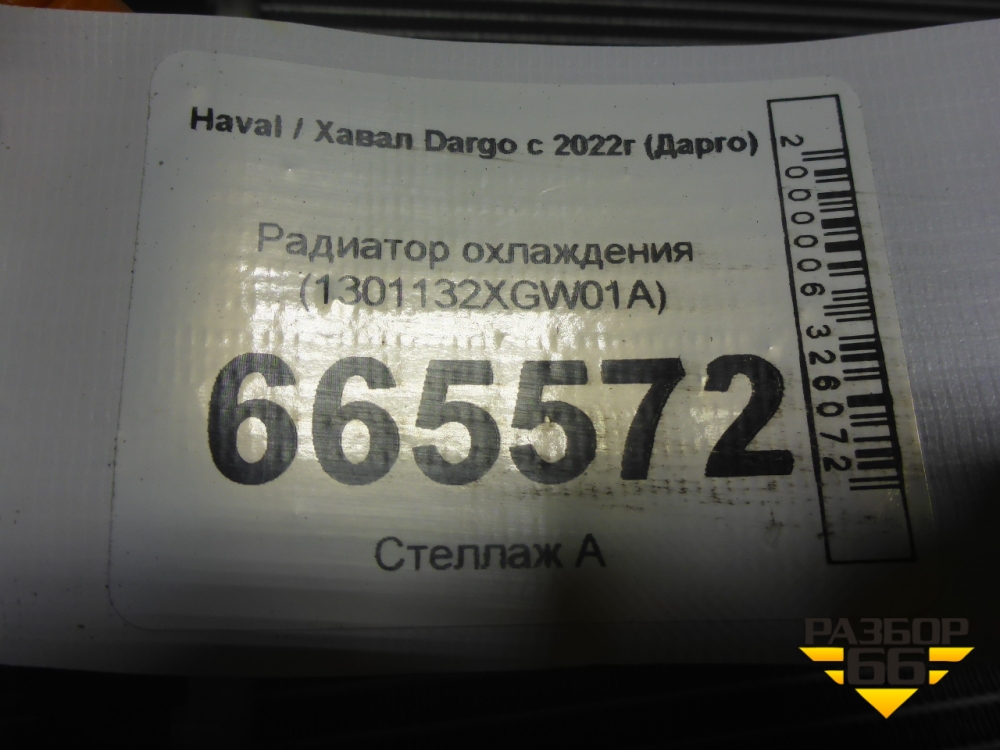 Haval / Хавал Dargo с 2022г (Дарго)
Радиатор охлаждения
(1301132XGW01A)
665572
Стеллаж А
2000006326072
РАЗБОР
66